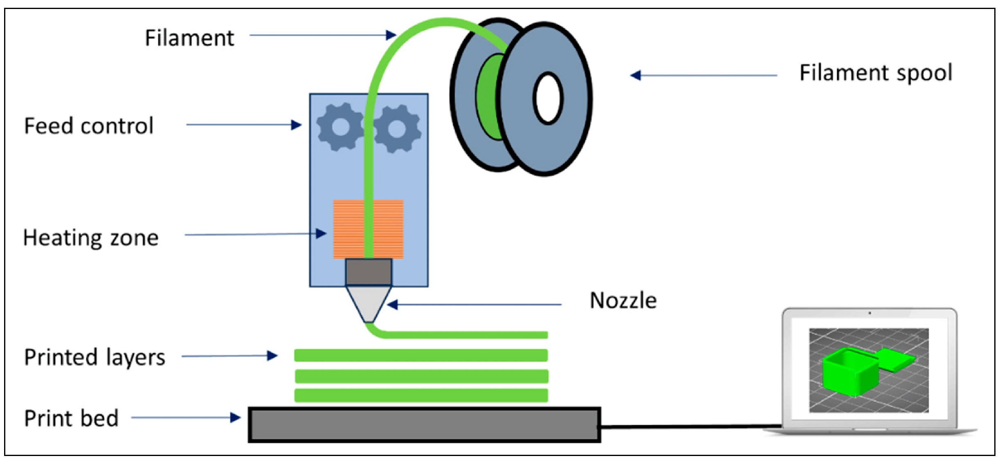 Filament
Filament spool
Feed control
Heating zone
Nozzle
Printed layers
Print bed